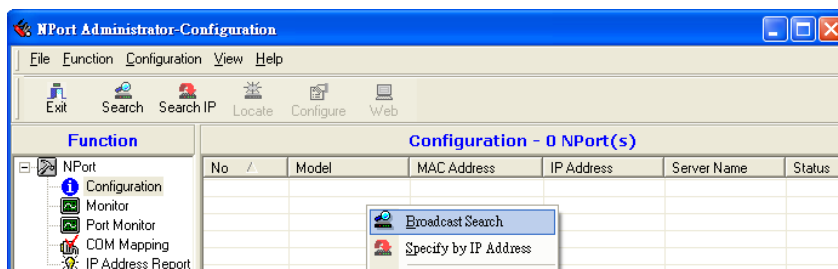 NPort Administrator-Configuration
File Function Configuration View Help
Exit Search Search IP Locate Configure Web
Function
Configuration - 0 NPort(s)
NPort
Configuration
Monitor
Port Monitor
COM Mapping
IP Address Report
No Model MAC Address IP Address Server Name Status
Broadcast Search
Specify by IP Address